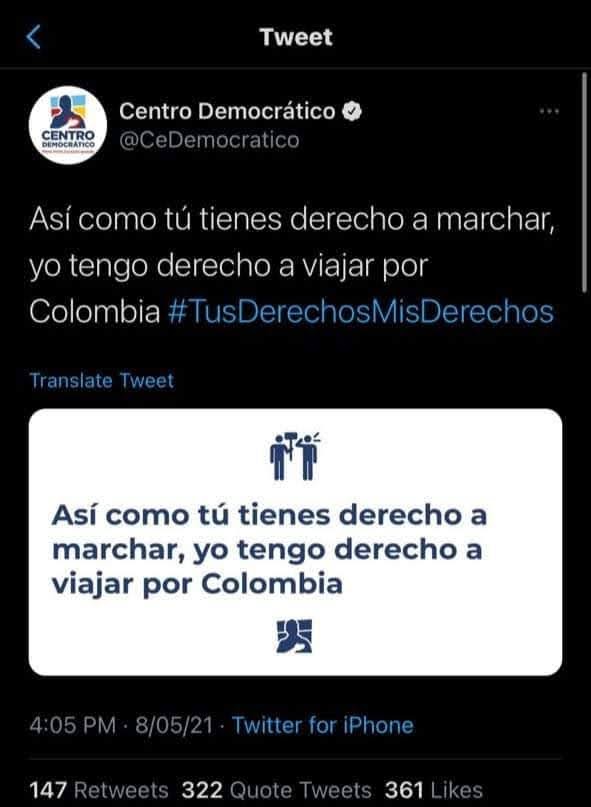 Tweet
Centro Democrático
@CeDemocratico
CENTRO
DEMOCRÁTICO
Así como tú tienes derecho a marchar,
yo tengo derecho a viajar por
Colombia #TusDerechosMisDerechos
Translate Tweet
Así como tú tienes derecho a
marchar, yo tengo derecho a
viajar por Colombia
4:05 PM · 8/05/21 · Twitter for iPhone
147 Retweets 322 Quote Tweets 361 Likes